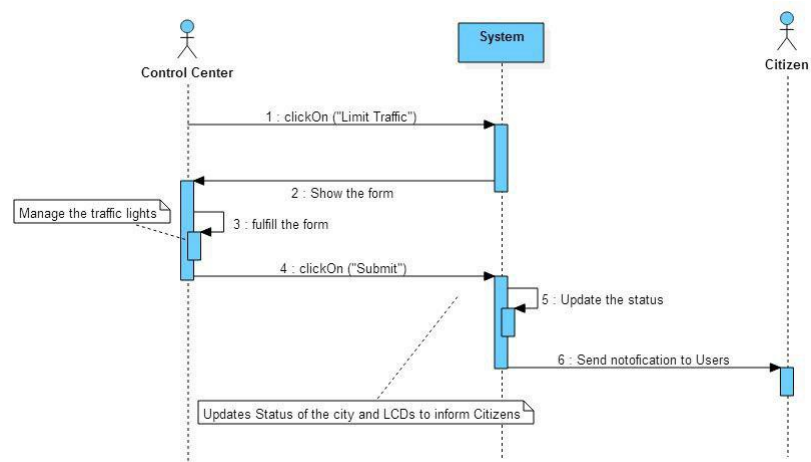 Control Center
System
Citizen
1 : clickOn ("Limit Traffic")
2 : Show the form
Manage the traffic lights
3 : fulfill the form
4 : clickOn ("Submit")
5 : Update the status
6 : Send notofication to Users
Updates Status of the city and LCDs to inform Citizens